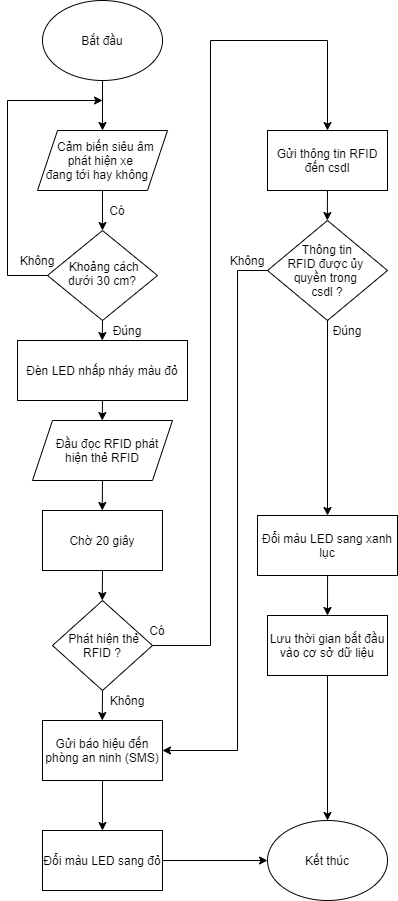 Bắt đầu
Cảm biến siêu âm
phát hiện xe
đang tới hay không
Có
Khoảng cách
dưới 30 cm?
Không
Đúng
Đèn LED nhấp nháy màu đỏ
Đầu đọc RFID phát
hiện thẻ RFID
Chờ 20 giây
Phát hiện thẻ
RFID ?
Có
Không
Gửi báo hiệu đến
phòng an ninh (SMS)
Đổi màu LED sang đỏ
Gửi thông tin RFID
đến csdl
Thông tin
RFID được ủy
quyền trong
csdl ?
Không
Đúng
Đổi màu LED sang xanh
lục
Lưu thời gian bắt đầu
vào cơ sở dữ liệu
Kết thúc